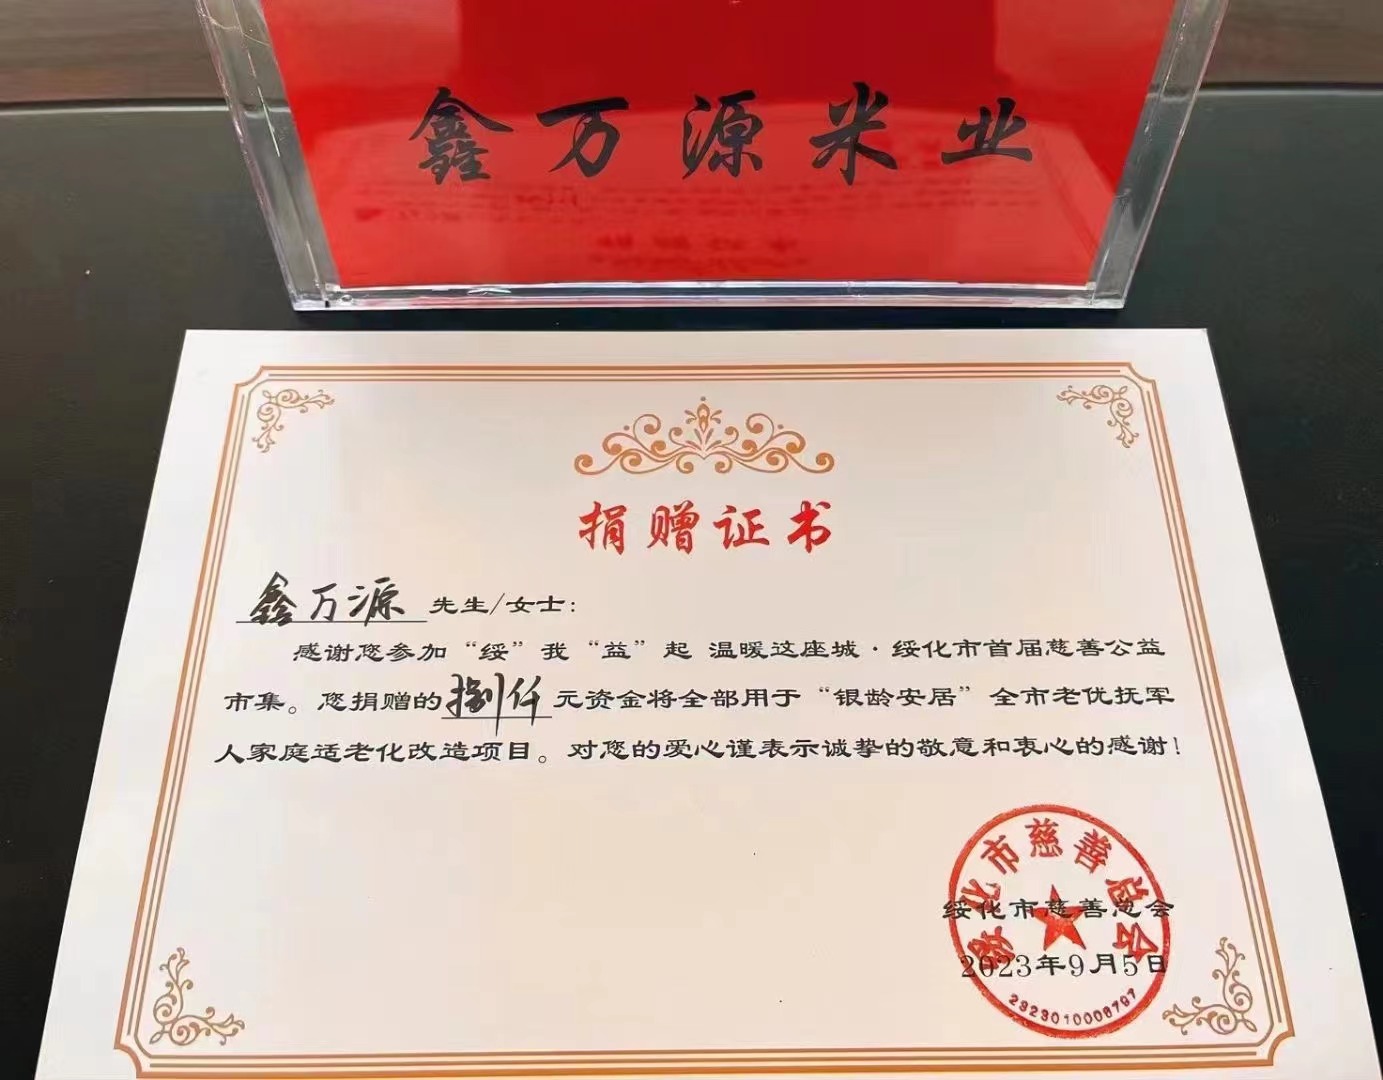 鑫万源米业
捐赠证书
鑫万源 先生/女士：
感谢您参加“绥”我“益”起 温暖这座城·绥化市首届慈善公益
市集。您捐赠的捌仟元资金将全部用于“银龄安居”全市老优抚军
人家庭适老化改造项目。对您的爱心谨表示诚挚的敬意和衷心的感谢！
绥化市慈善总会
绥化市慈善总会
2023年9月5日
2323010006797